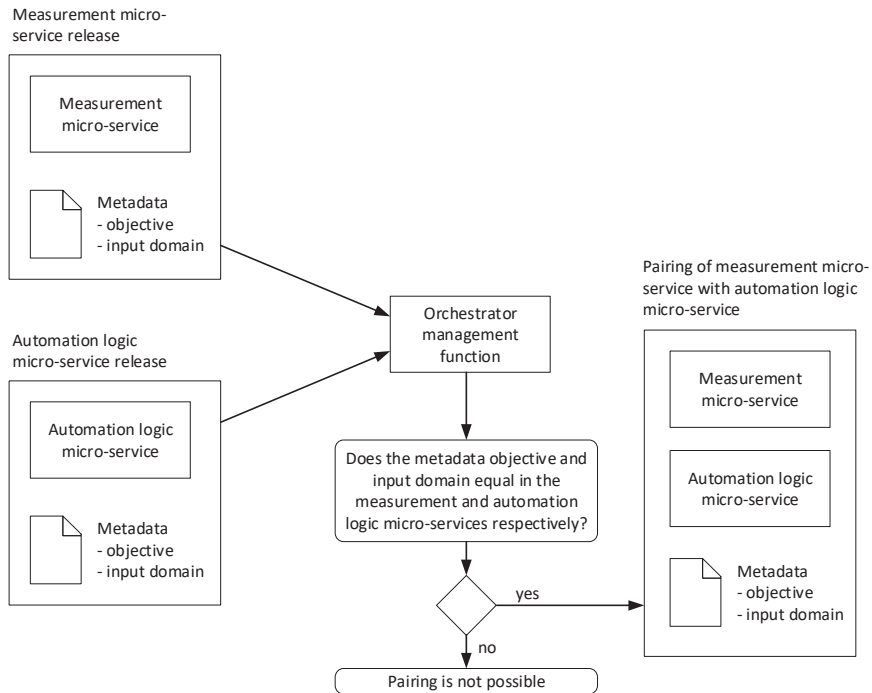 Measurement micro-
service release
Measurement
micro-service
Metadata
- objective
- input domain
Automation logic
micro-service release
Automation logic
micro-service
Metadata
- objective
- input domain
Orchestrator
management
function
Does the metadata objective and
input domain equal in the
measurement and automation
logic micro-services respectively?
yes
no
Pairing is not possible
Pairing of measurement micro-
service with automation logic
micro-service
Measurement
micro-service
Automation logic
micro-service
Metadata
- objective
- input domain